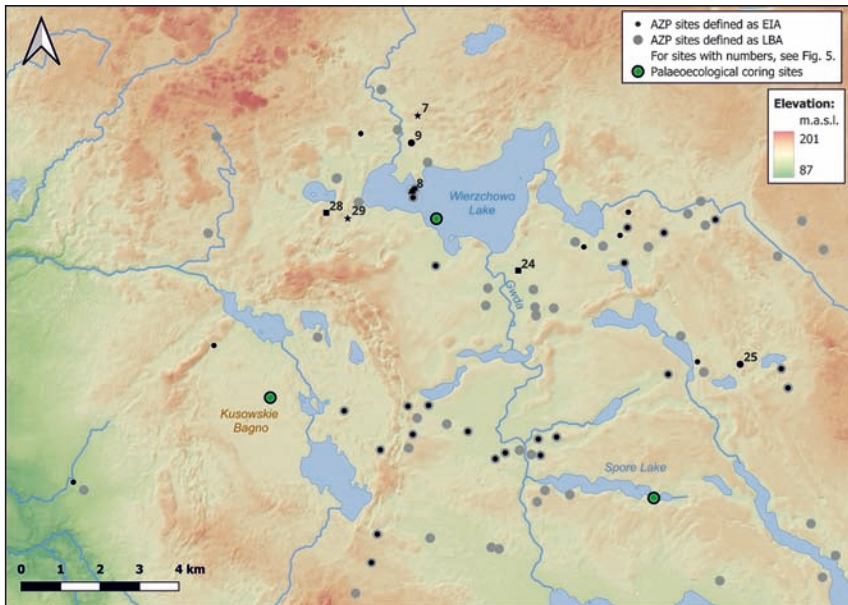 AZP sites defined as EIA
AZP sites defined as LBA
For sites with numbers, see Fig. 5.
Palaeoecological coring sites
Elevation:
m.a.s.l.
201
87
7
9
8
Wierzchowo
Lake
28
29
24
Gwda
25
Kusowskie
Bagno
Spore Lake
0 1 2 3 4 km